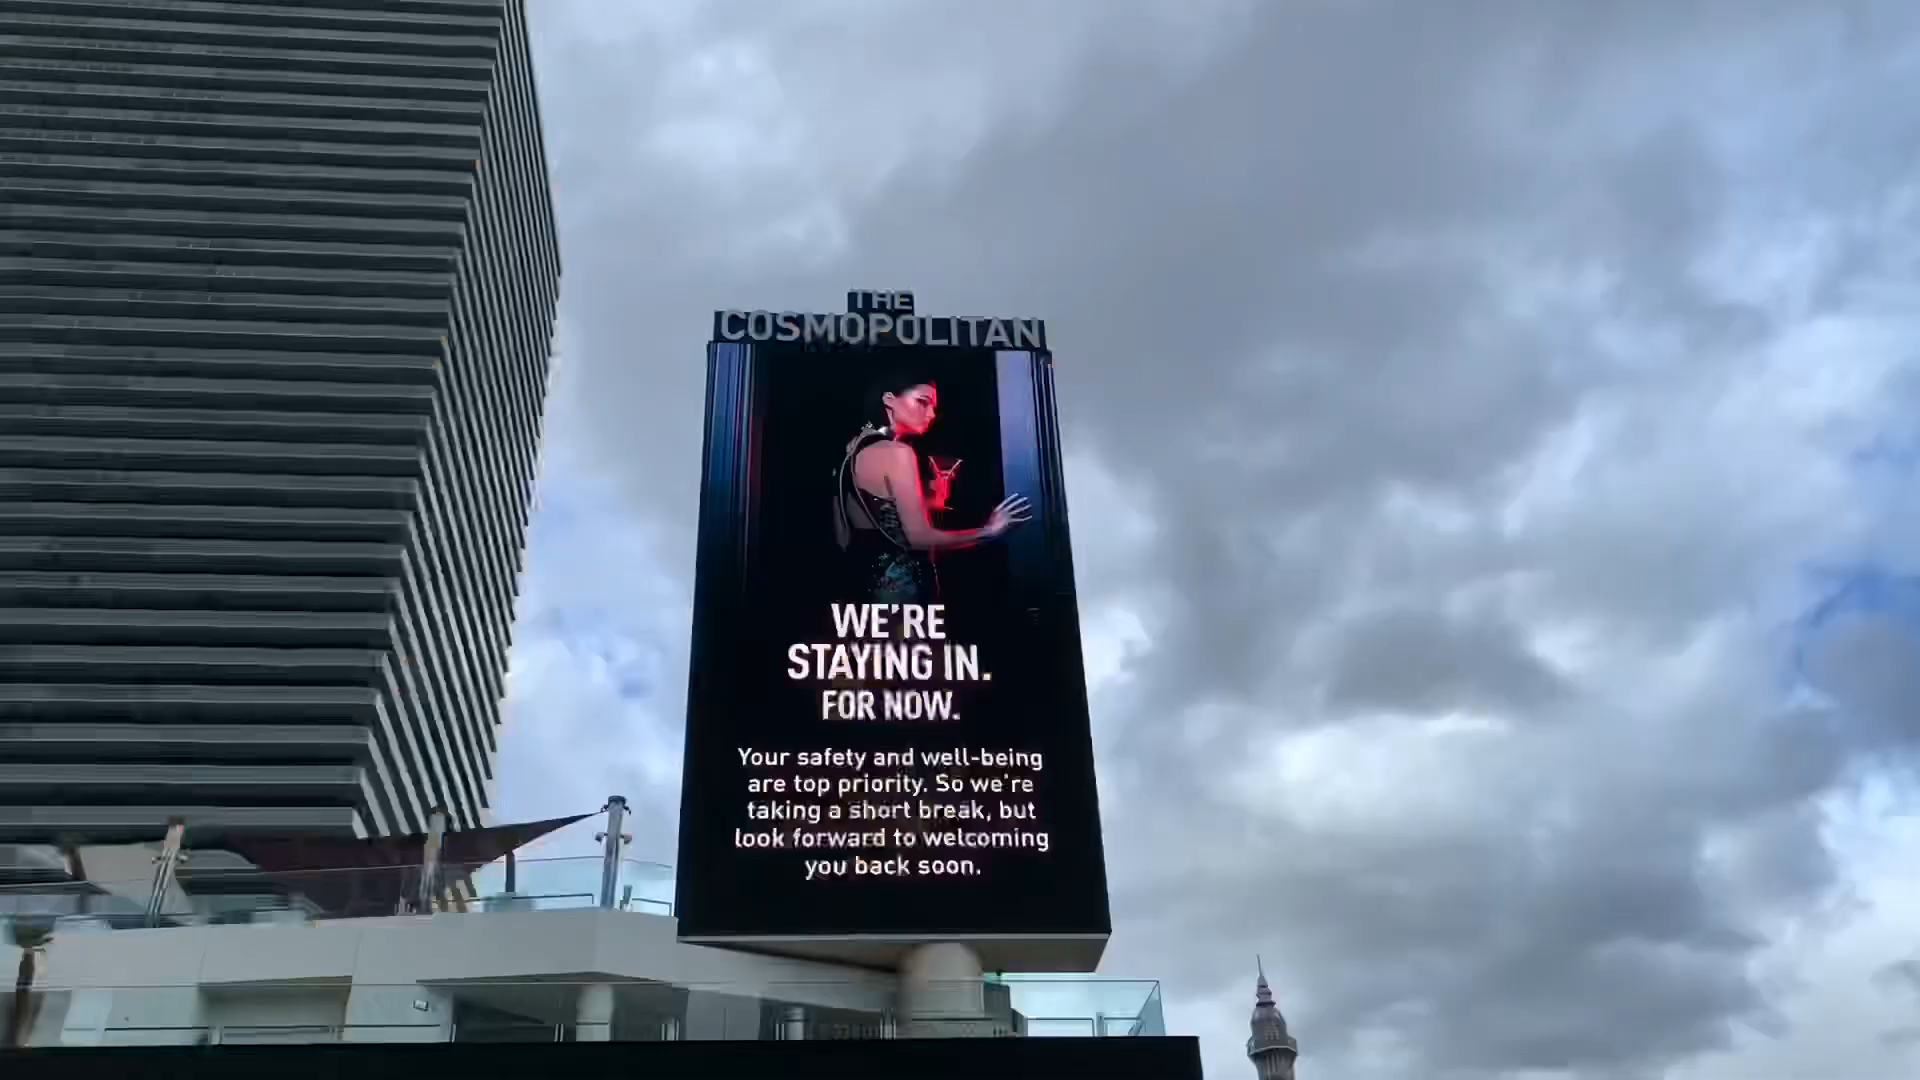 THE
COSMOPOLITAN
WE'RE
STAYING IN.
FOR NOW.
Your safety and well-being
are top priority. So we're
taking a short break, but
look forward to welcoming
you back soon.